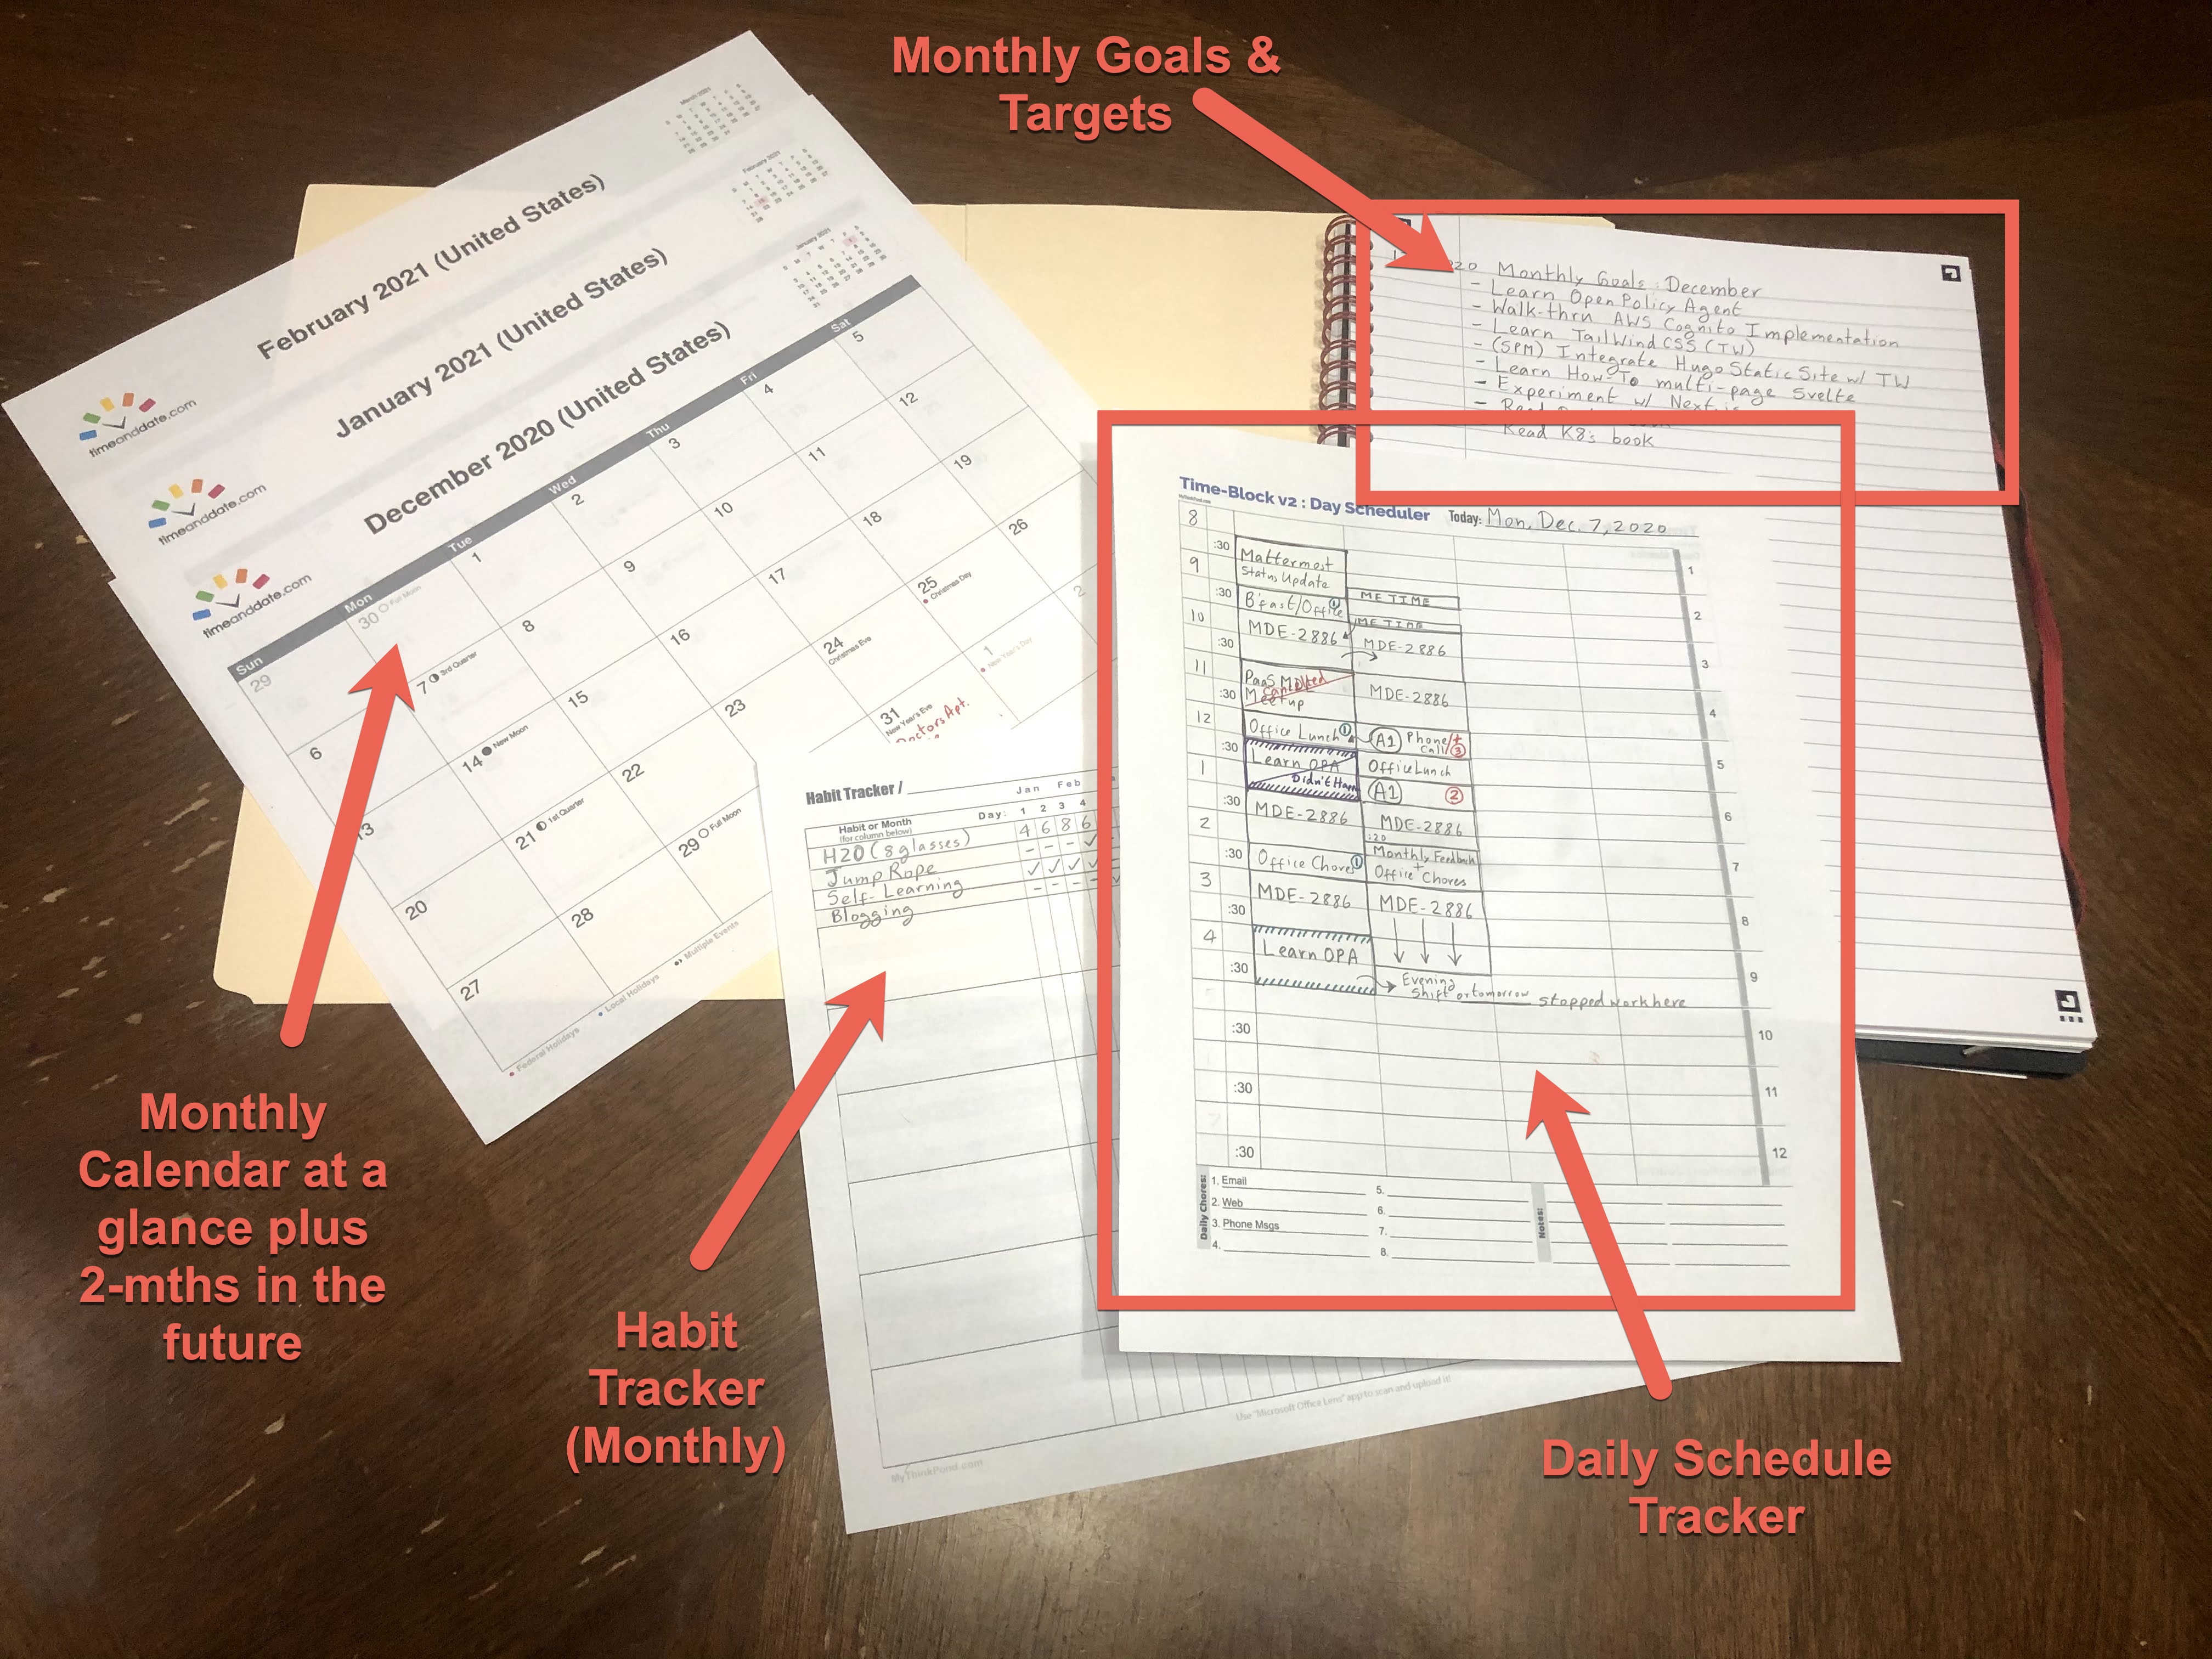 Monthly Goals &
Targets
March 2021
February 2021 (United States)
timeanddate.com
February 2021
January 2021 (United States)
timeanddate.com
January 2021
December 2020 (United States)
timeanddate.com
Sun Mon Tue Wed Thu Fri Sat
29 30 Full Moon 1 2 3 4 5
6 7 3rd Quarter 8 9 10 11 12
13 14 New Moon 15 16 17 18 19
20 21 1st Quarter 22 23 24 Christmas Eve 25 Christmas Day 26
27 28 29 Full Moon 31 New Year's Eve 1 New Year's Day 2
Doctors Apt.
Federal Holidays Local Holidays Multiple Events
20 Monthly Goals : December
- Learn Open Policy Agent
- Walk-thru AWS Cognito Implementation
- Learn TailWind CSS (TW)
- (SPM) Integrate Hugo Static Site w/ TW
- Learn How-To multi-page Svelte
- Experiment w/ Next.js
- Read
Read K8's book
Time-Block v2 : Day Scheduler Today: Mon, Dec. 7, 2020
MyThinkPond.com
8
:30 Mattermost 1
9 Status Update
:30 B'fast/Office ① ME TIME 2
10 MDE-2886 ME TIME
:30 MDE-2886 3
11 PaaS
:30 Meetup Cancelled MDE-2886 4
12 Office Lunch ① A1 Phone Call ③
:30 Learn OPA Office Lunch 5
1 Didn't A1 ②
:30 MDE-2886 MDE-2886 6
2 :20
:30 Office Chores ① Monthly Feedback + 7
3 Office Chores
MDE-2886 MDE-2886
:30 8
4 Learn OPA
:30 Evening 9
Shift or tomorrow stopped work here
:30 10
:30 11
:30 12
Daily Chores:
1. Email 5.
2. Web 6.
3. Phone Msgs 7.
4. 8.
Notes:
Habit Tracker /
Jan Feb
Habit or Month Day: 1 2 3 4
(for column below)
H2O (8 glasses) 4 6 8 6
Jump Rope - - - ✓
Self-Learning ✓ ✓ ✓ ✓
Blogging - - - -
MyThinkPond.com
Use "Microsoft Office Lens" app to scan and upload it!
Monthly
Calendar at a
glance plus
2-mths in the
future
Habit
Tracker
(Monthly)
Daily Schedule
Tracker